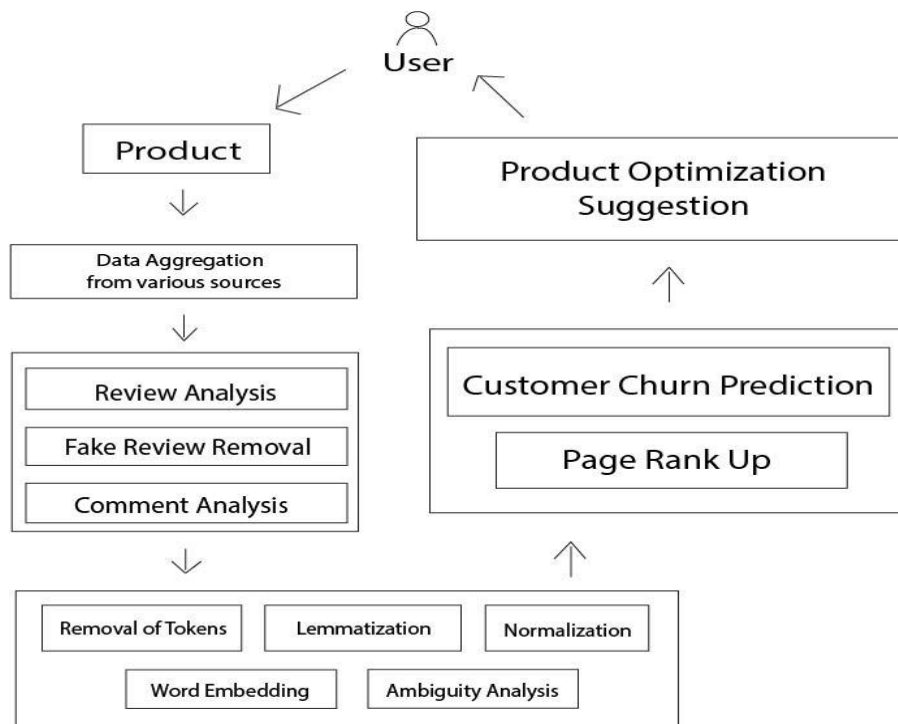 User
Product
Data Aggregation
from various sources
Review Analysis
Fake Review Removal
Comment Analysis
Removal of Tokens
Lemmatization
Normalization
Word Embedding
Ambiguity Analysis
Customer Churn Prediction
Page Rank Up
Product Optimization
Suggestion